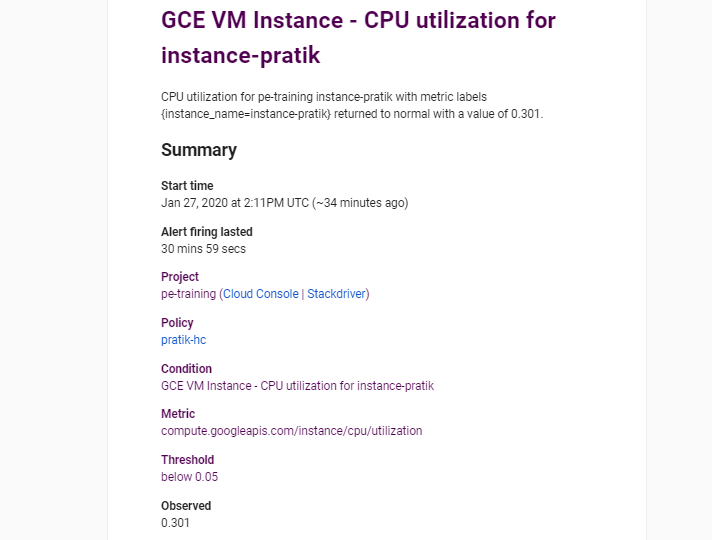 GCE VM Instance - CPU utilization for
instance-pratik
CPU utilization for pe-training instance-pratik with metric labels
{instance_name=instance-pratik} returned to normal with a value of 0.301.
Summary
Start time
Jan 27, 2020 at 2:11PM UTC (~34 minutes ago)
Alert firing lasted
30 mins 59 secs
Project
pe-training (Cloud Console | Stackdriver)
Policy
pratik-hc
Condition
GCE VM Instance - CPU utilization for instance-pratik
Metric
compute.googleapis.com/instance/cpu/utilization
Threshold
below 0.05
Observed
0.301